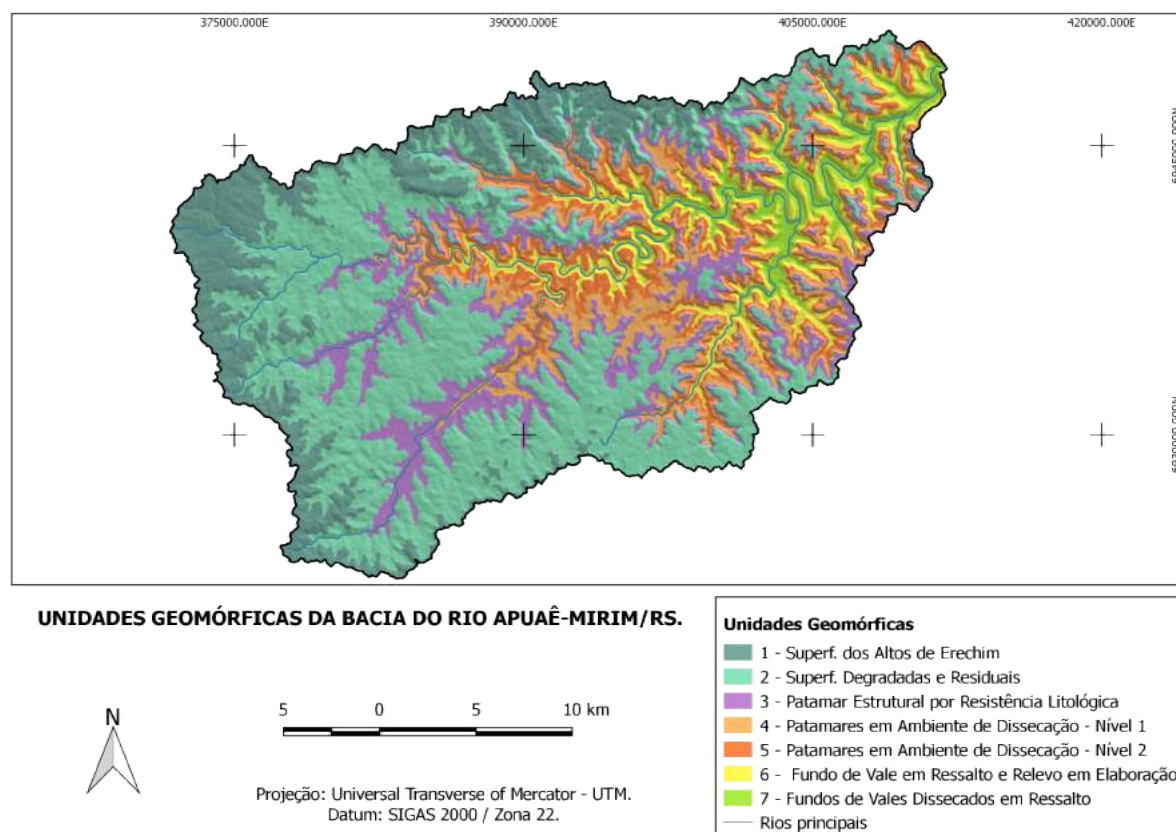 375000.000E 390000.000E 405000.000E 420000.000E
6945000.000N
6930000.000N
UNIDADES GEOMÓRFICAS DA BACIA DO RIO APUAÊ-MIRIM/RS.
N
5 0 5 10 km
Projeção: Universal Transverse of Mercator - UTM.
Datum: SIGAS 2000 / Zona 22.
Unidades Geomórficas
1 - Superf. dos Altos de Erechim
2 - Superf. Degradadas e Residuais
3 - Patamar Estrutural por Resistência Litológica
4 - Patamares em Ambiente de Dissecação - Nível 1
5 - Patamares em Ambiente de Dissecação - Nível 2
6 - Fundo de Vale em Ressalto e Relevo em Elaboração
7 - Fundos de Vales Dissecados em Ressalto
Rios principais